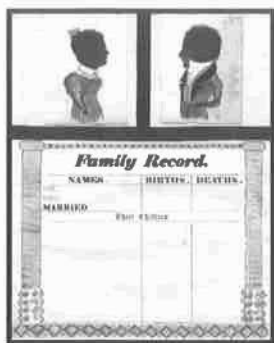 Family Record.
NAMES. BIRTHS. DEATHS.
MARRIED
Their Children